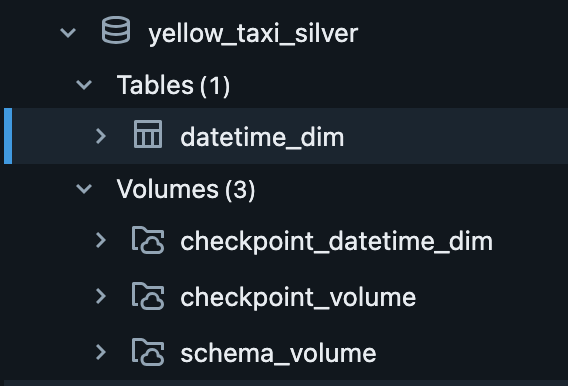 yellow_taxi_silver
Tables (1)
datetime_dim
Volumes (3)
checkpoint_datetime_dim
checkpoint_volume
schema_volume